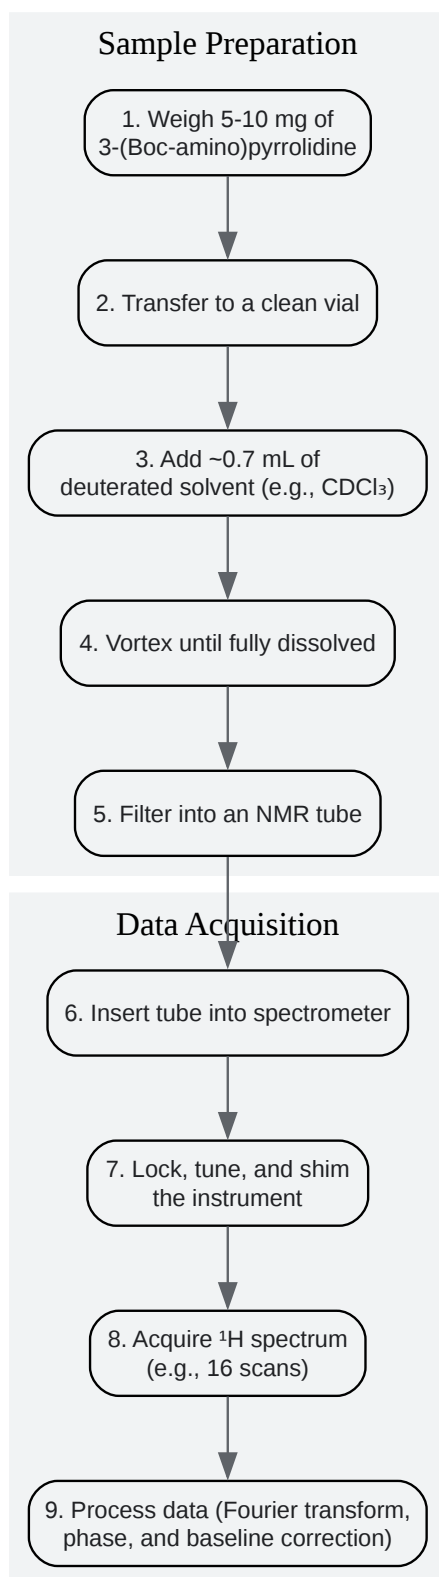 Sample Preparation
1. Weigh 5-10 mg of
3-(Boc-amino)pyrrolidine
2. Transfer to a clean vial
3. Add ~0.7 mL of
deuterated solvent (e.g., CDCl₃)
4. Vortex until fully dissolved
5. Filter into an NMR tube
Data Acquisition
6. Insert tube into spectrometer
7. Lock, tune, and shim
the instrument
8. Acquire ¹H spectrum
(e.g., 16 scans)
9. Process data (Fourier transform,
phase, and baseline correction)